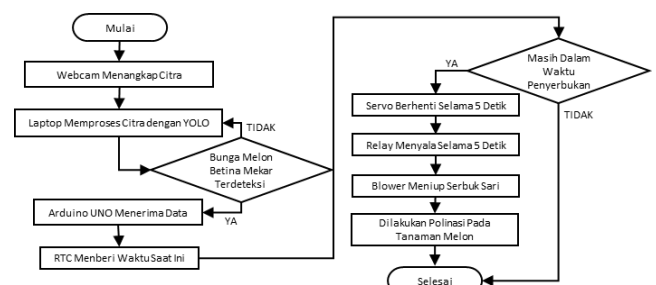 Mulai
Webcam Menangkap Citra
Laptop Memproses Citra dengan YOLO
TIDAK
Bunga Melon
Betina Mekar
Terdeteksi
YA
Arduino UNO Menerima Data
RTC Menberi Waktu Saat Ini
Masih Dalam
Waktu
Penyerbukan
YA
TIDAK
Servo Berhenti Selama 5 Detik
Relay Menyala Selama 5 Detik
Blower Meniup Serbuk Sari
Dilakukan Polinasi Pada
Tanaman Melon
Selesai